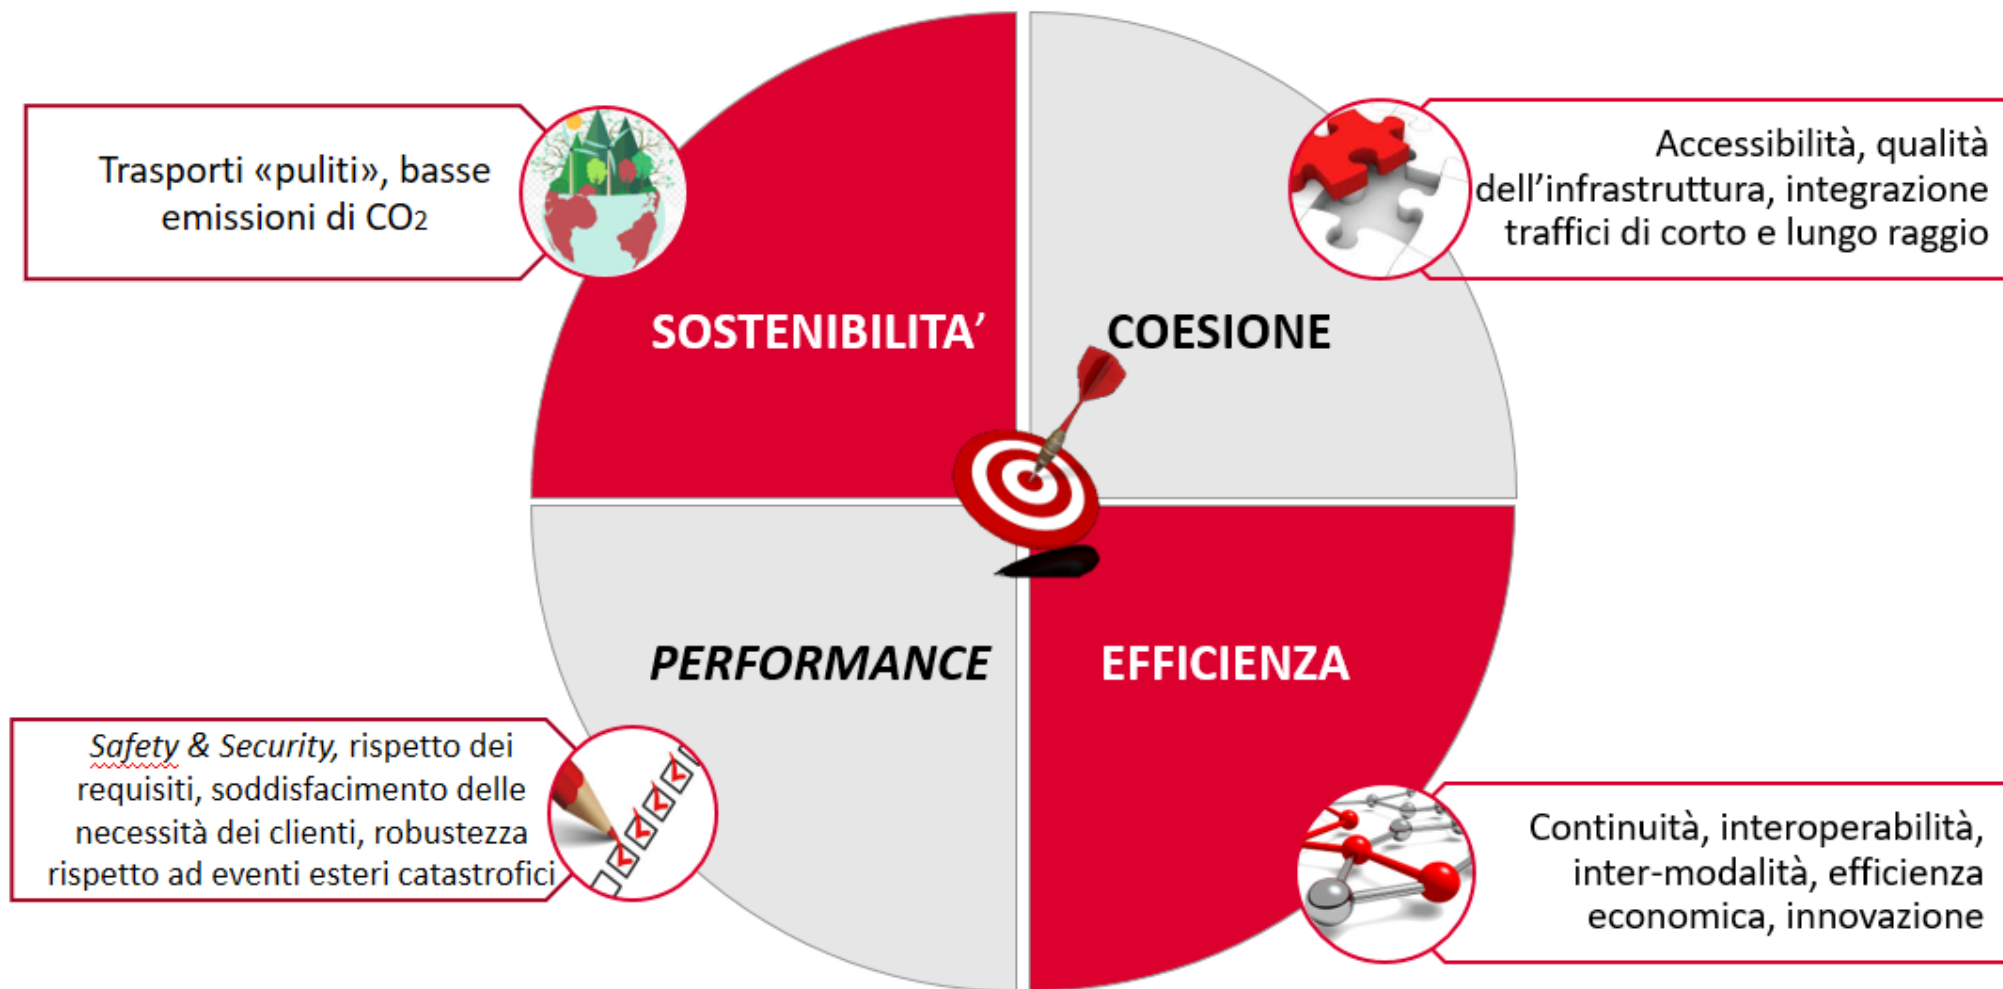 Trasporti «puliti», basse
emissioni di CO2
Accessibilità, qualità
dell’infrastruttura, integrazione
traffici di corto e lungo raggio
SOSTENIBILITA’
COESIONE
PERFORMANCE
EFFICIENZA
Safety & Security, rispetto dei
requisiti, soddisfacimento delle
necessità dei clienti, robustezza
rispetto ad eventi esteri catastrofici
Continuità, interoperabilità,
inter-modalità, efficienza
economica, innovazione